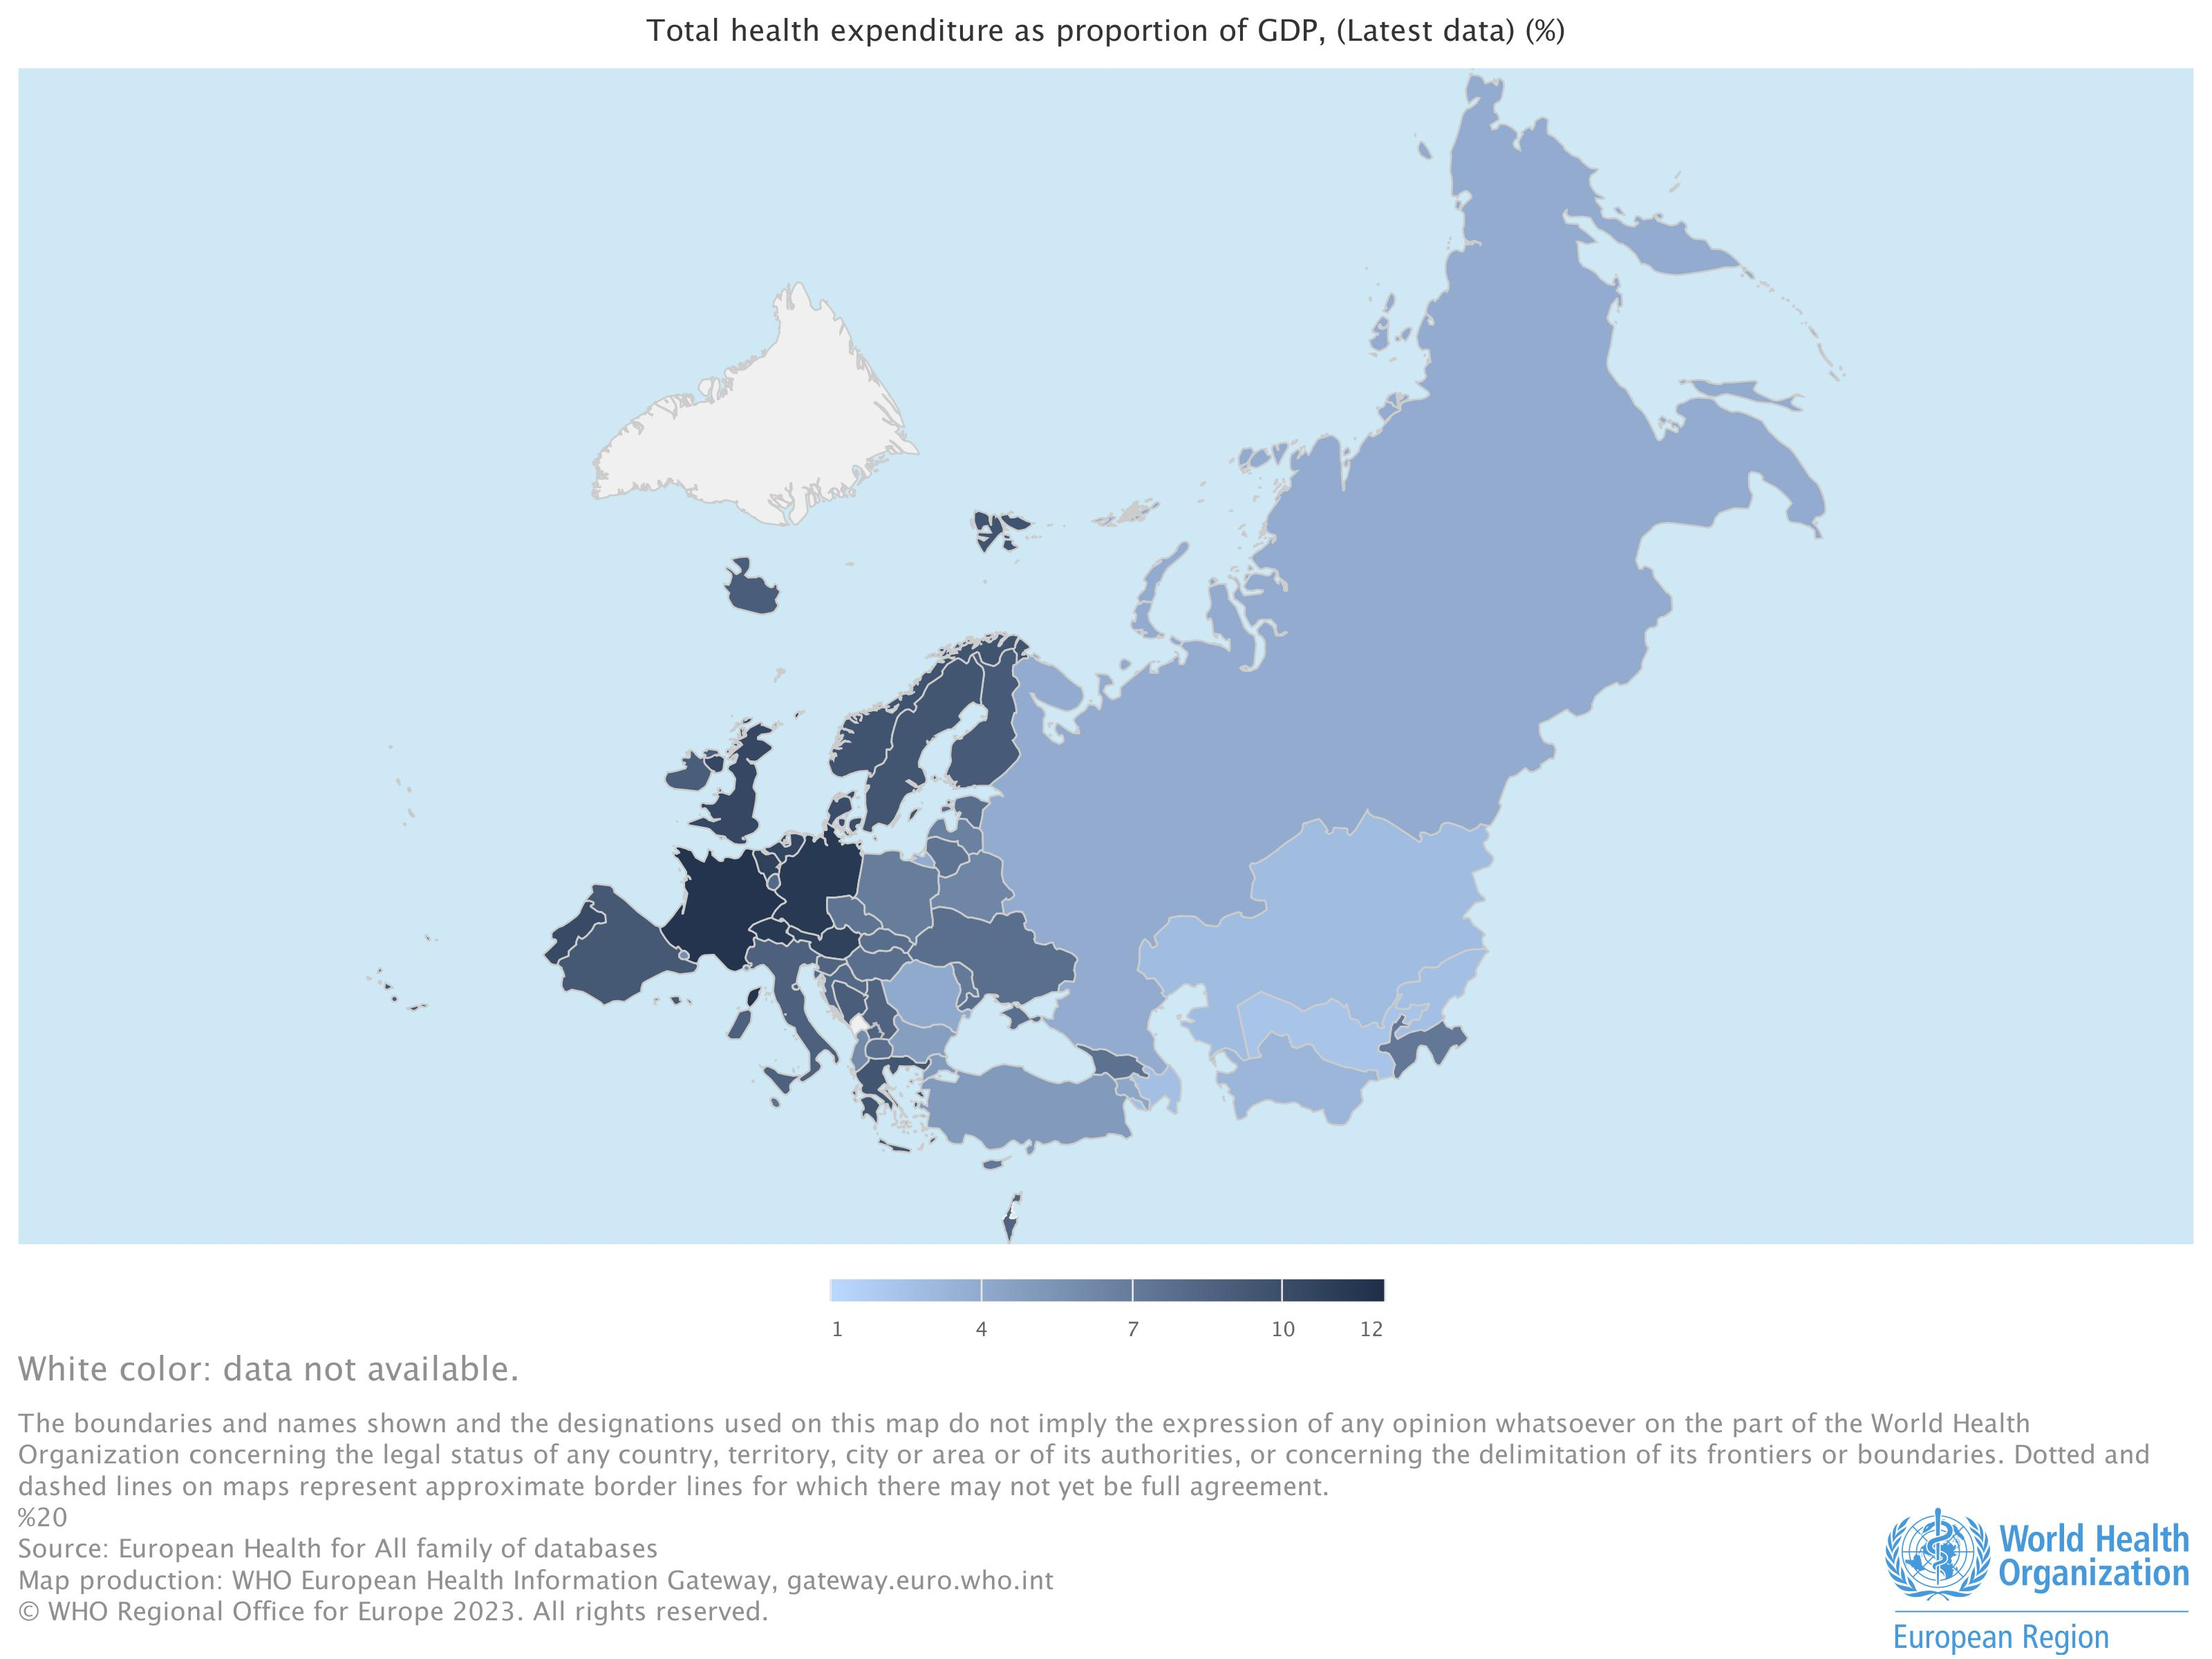 Total health expenditure as proportion of GDP, (Latest data) (%)
1 4 7 10 12
White color: data not available.
The boundaries and names shown and the designations used on this map do not imply the expression of any opinion whatsoever on the part of the World Health
Organization concerning the legal status of any country, territory, city or area or of its authorities, or concerning the delimitation of its frontiers or boundaries. Dotted and
dashed lines on maps represent approximate border lines for which there may not yet be full agreement.
%20
Source: European Health for All family of databases
Map production: WHO European Health Information Gateway, gateway.euro.who.int
© WHO Regional Office for Europe 2023. All rights reserved.
World Health
Organization
European Region